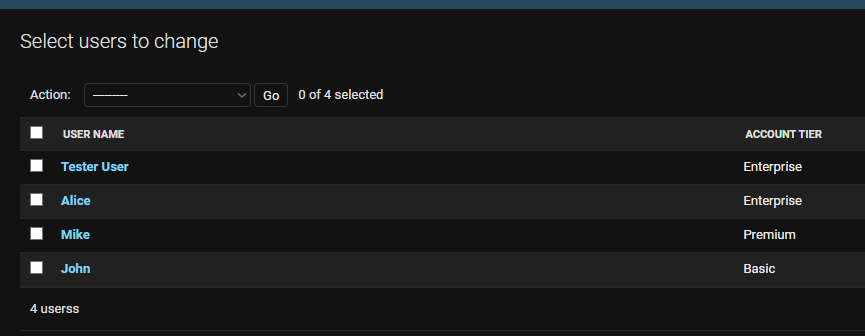 Select users to change
Action: --------- Go 0 of 4 selected
USER NAME ACCOUNT TIER
Tester User Enterprise
Alice Enterprise
Mike Premium
John Basic
4 userss